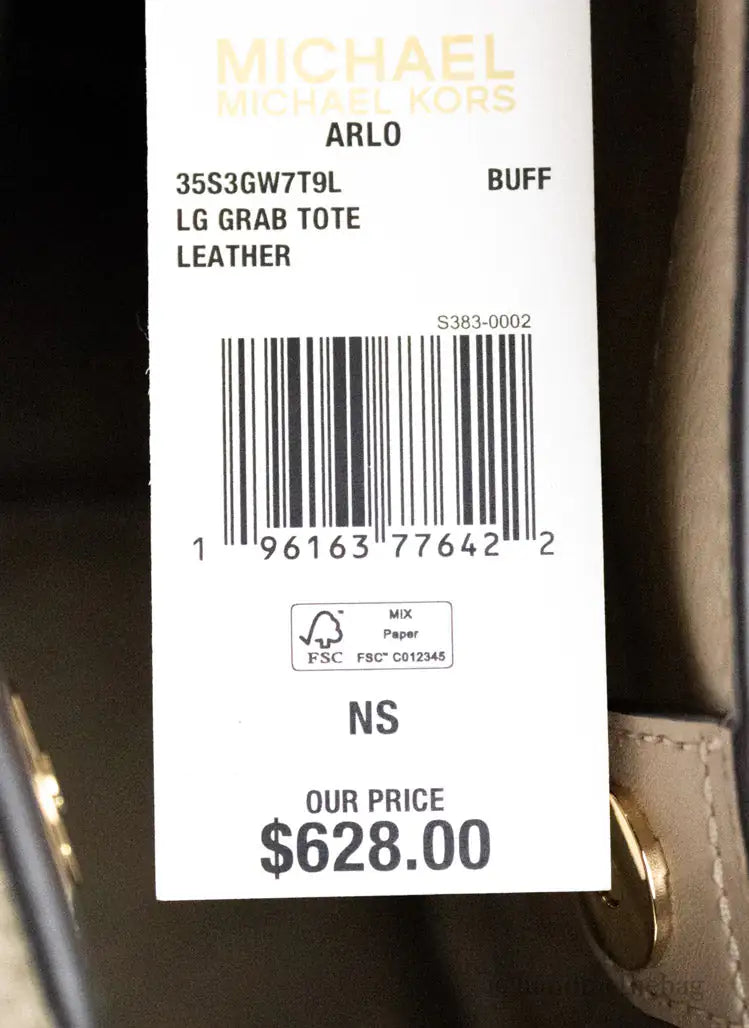 MICHAEL
MICHAEL KORS
ARLO
35S3GW7T9L BUFF
LG GRAB TOTE
LEATHER
S383-0002
1 96163 77642 2
MIX
Paper
FSC™ C012345
FSC
NS
OUR PRICE
$628.00